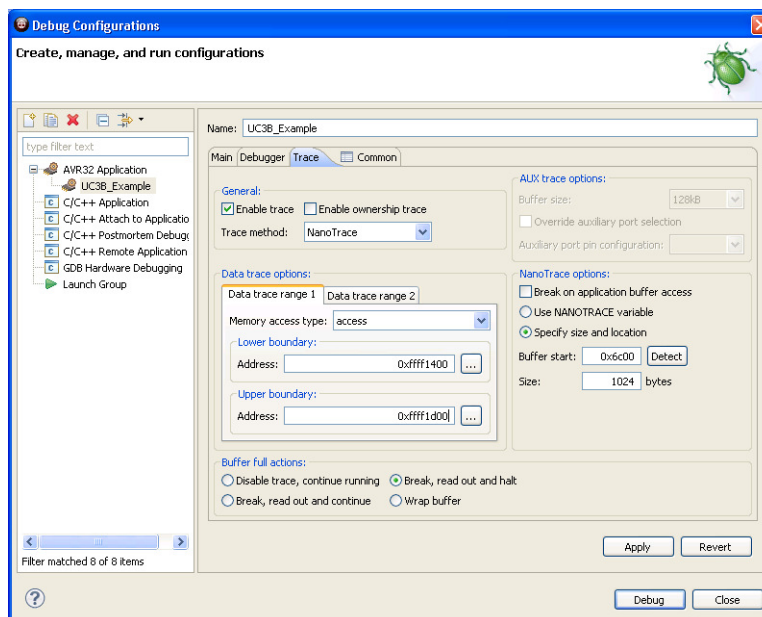 Debug Configurations
Create, manage, and run configurations
type filter text
AVR32 Application
UC3B_Example
C/C++ Application
C/C++ Attach to Applicatio
C/C++ Postmortem Debugg
C/C++ Remote Application
GDB Hardware Debugging
Launch Group
Filter matched 8 of 8 items
Name: UC3B_Example
Main Debugger Trace Common
General:
Enable trace Enable ownership trace
Trace method: NanoTrace
AUX trace options:
Buffer size: 128kB
Override auxiliary port selection
Auxiliary port pin configuration:
Data trace options:
Data trace range 1 Data trace range 2
Memory access type: access
Lower boundary:
Address: 0xffff1400 ...
Upper boundary:
Address: 0xffff1d00 ...
NanoTrace options:
Break on application buffer access
Use NANOTRACE variable
Specify size and location
Buffer start: 0x6c00 Detect
Size: 1024 bytes
Buffer full actions:
Disable trace, continue running Break, read out and halt
Break, read out and continue Wrap buffer
Apply Revert
? Debug Close